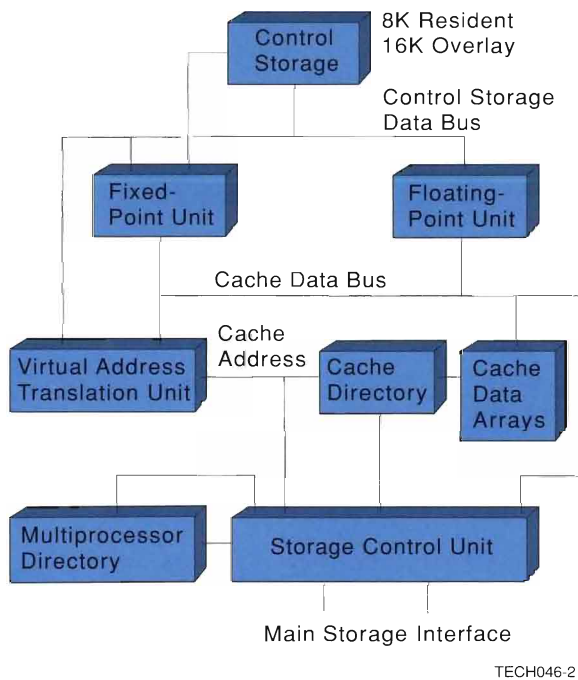 Control
Storage
8K Resident
16K Overlay
Control Storage
Data Bus
Fixed-
Point Unit
Floating-
Point Unit
Cache Data Bus
Cache
Address
Virtual Address
Translation Unit
Cache
Directory
Cache
Data
Arrays
Multiprocessor
Directory
Storage Control Unit
Main Storage Interface
TECH046-2